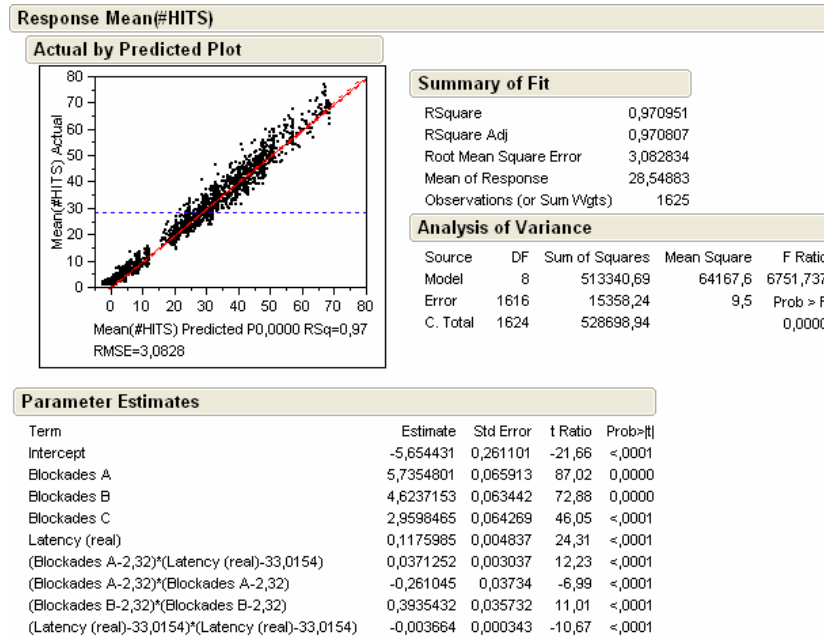 Response Mean(#HITS)
Actual by Predicted Plot
80
70
60
50
40
30
20
10
0
Mean(#HITS) Actual
0 10 20 30 40 50 60 70 80
Mean(#HITS) Predicted P0,0000 RSq=0,97
RMSE=3,0828
Summary of Fit
RSquare 0,970951
RSquare Adj 0,970807
Root Mean Square Error 3,082834
Mean of Response 28,54883
Observations (or Sum Wgts) 1625
Analysis of Variance
Source DF Sum of Squares Mean Square F Ratio
Model 8 513340,69 64167,6 6751,737
Error 1616 15358,24 9,5 Prob > F
C. Total 1624 528698,94 0,0000
Parameter Estimates
Term Estimate Std Error t Ratio Prob>|t|
Intercept -5,654431 0,261101 -21,66 <,0001
Blockades A 5,7354801 0,065913 87,02 0,0000
Blockades B 4,6237153 0,063442 72,88 0,0000
Blockades C 2,9598465 0,064269 46,05 <,0001
Latency (real) 0,1175985 0,004837 24,31 <,0001
(Blockades A-2,32)*(Latency (real)-33,0154) 0,0371252 0,003037 12,23 <,0001
(Blockades A-2,32)*(Blockades A-2,32) -0,261045 0,03734 -6,99 <,0001
(Blockades B-2,32)*(Blockades B-2,32) 0,3935432 0,035732 11,01 <,0001
(Latency (real)-33,0154)*(Latency (real)-33,0154) -0,003664 0,000343 -10,67 <,0001